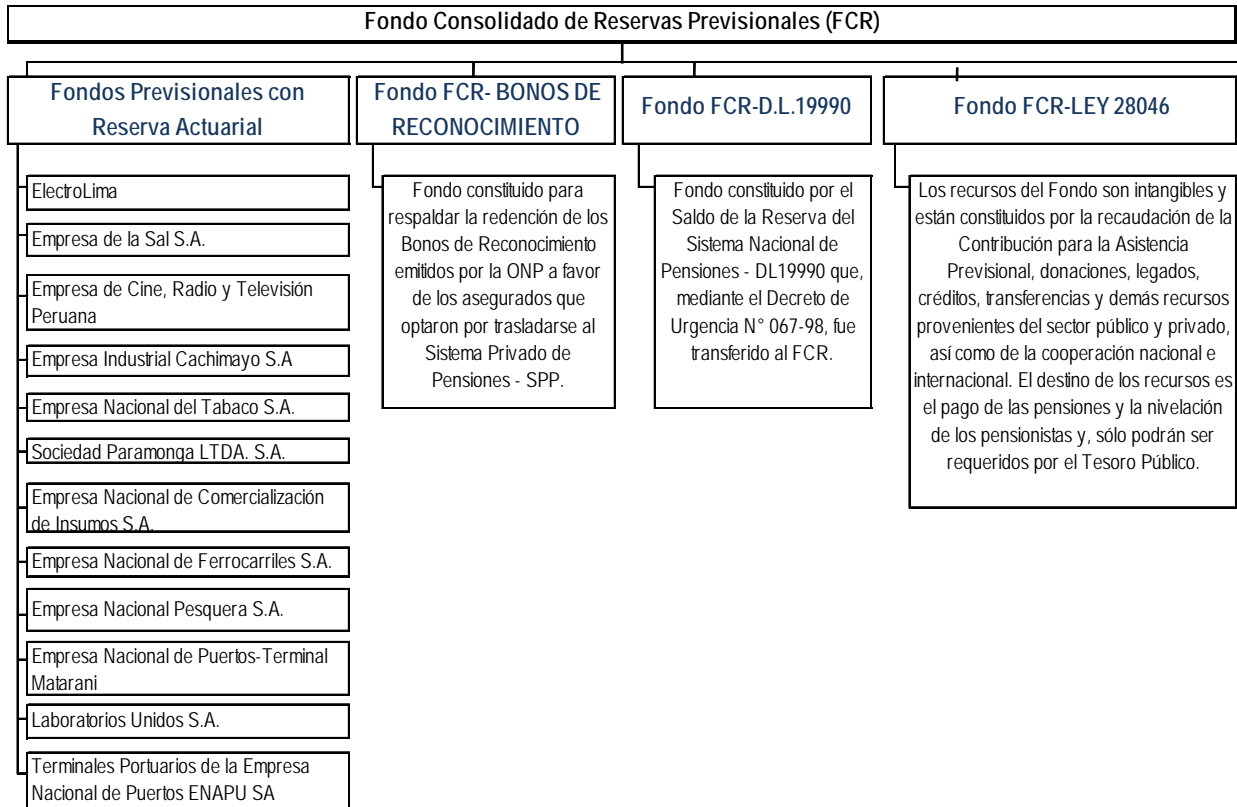 Fondo Consolidado de Reservas Previsionales (FCR)
Fondos Previsionales con
Reserva Actuarial
ElectroLima
Empresa de la Sal S.A.
Empresa de Cine, Radio y Televisión
Peruana
Empresa Industrial Cachimayo S.A
Empresa Nacional del Tabaco S.A.
Sociedad Paramonga LTDA. S.A.
Empresa Nacional de Comercialización
de Insumos S.A.
Empresa Nacional de Ferrocarriles S.A.
Empresa Nacional Pesquera S.A.
Empresa Nacional de Puertos-Terminal
Matarani
Laboratorios Unidos S.A.
Terminales Portuarios de la Empresa
Nacional de Puertos ENAPU SA
Fondo FCR- BONOS DE
RECONOCIMIENTO
Fondo constituido para
respaldar la redención de los
Bonos de Reconocimiento
emitidos por la ONP a favor
de los asegurados que
optaron por trasladarse al
Sistema Privado de
Pensiones - SPP.
Fondo FCR-D.L.19990
Fondo constituido por el
Saldo de la Reserva del
Sistema Nacional de
Pensiones - DL19990 que,
mediante el Decreto de
Urgencia N° 067-98, fue
transferido al FCR.
Fondo FCR-LEY 28046
Los recursos del Fondo son intangibles y
están constituidos por la recaudación de la
Contribución para la Asistencia
Previsional, donaciones, legados,
créditos, transferencias y demás recursos
provenientes del sector público y privado,
así como de la cooperación nacional e
internacional. El destino de los recursos es
el pago de las pensiones y la nivelación
de los pensionistas y, sólo podrán ser
requeridos por el Tesoro Público.